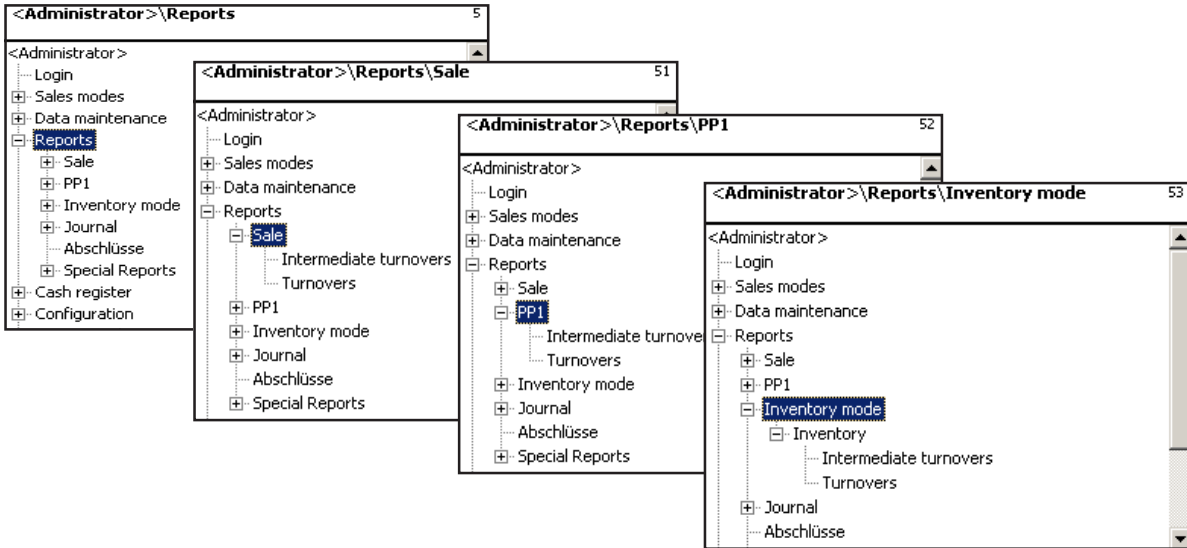 <Administrator>\Reports 5
<Administrator>
Login
Sales modes
Data maintenance
Reports
Sale
PP1
Inventory mode
Journal
Abschlüsse
Special Reports
Cash register
Configuration
<Administrator>\Reports\Sale 51
<Administrator>
Login
Sales modes
Data maintenance
Reports
Sale
Intermediate turnovers
Turnovers
PP1
Inventory mode
Journal
Abschlüsse
Special Reports
<Administrator>\Reports\PP1 52
<Administrator>
Login
Sales modes
Data maintenance
Reports
Sale
PP1
Intermediate turnove
Turnovers
Inventory mode
Journal
Abschlüsse
Special Reports
<Administrator>\Reports\Inventory mode 53
<Administrator>
Login
Sales modes
Data maintenance
Reports
Sale
PP1
Inventory mode
Inventory
Intermediate turnovers
Turnovers
Journal
Abschlüsse